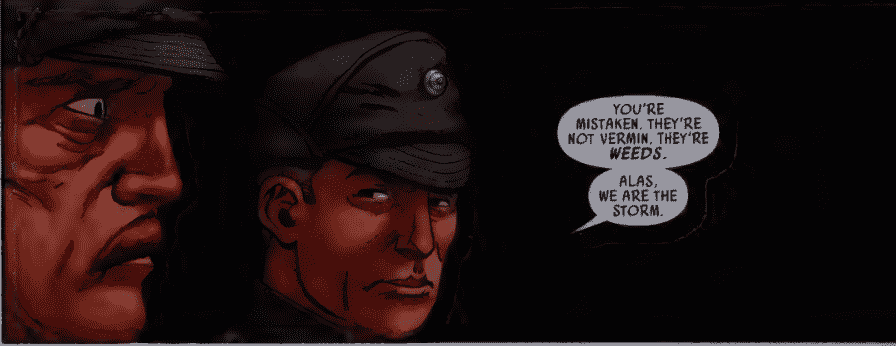 YOU'RE
MISTAKEN. THEY'RE
NOT VERMIN. THEY'RE
WEEDS.
ALAS,
WE ARE THE
STORM.